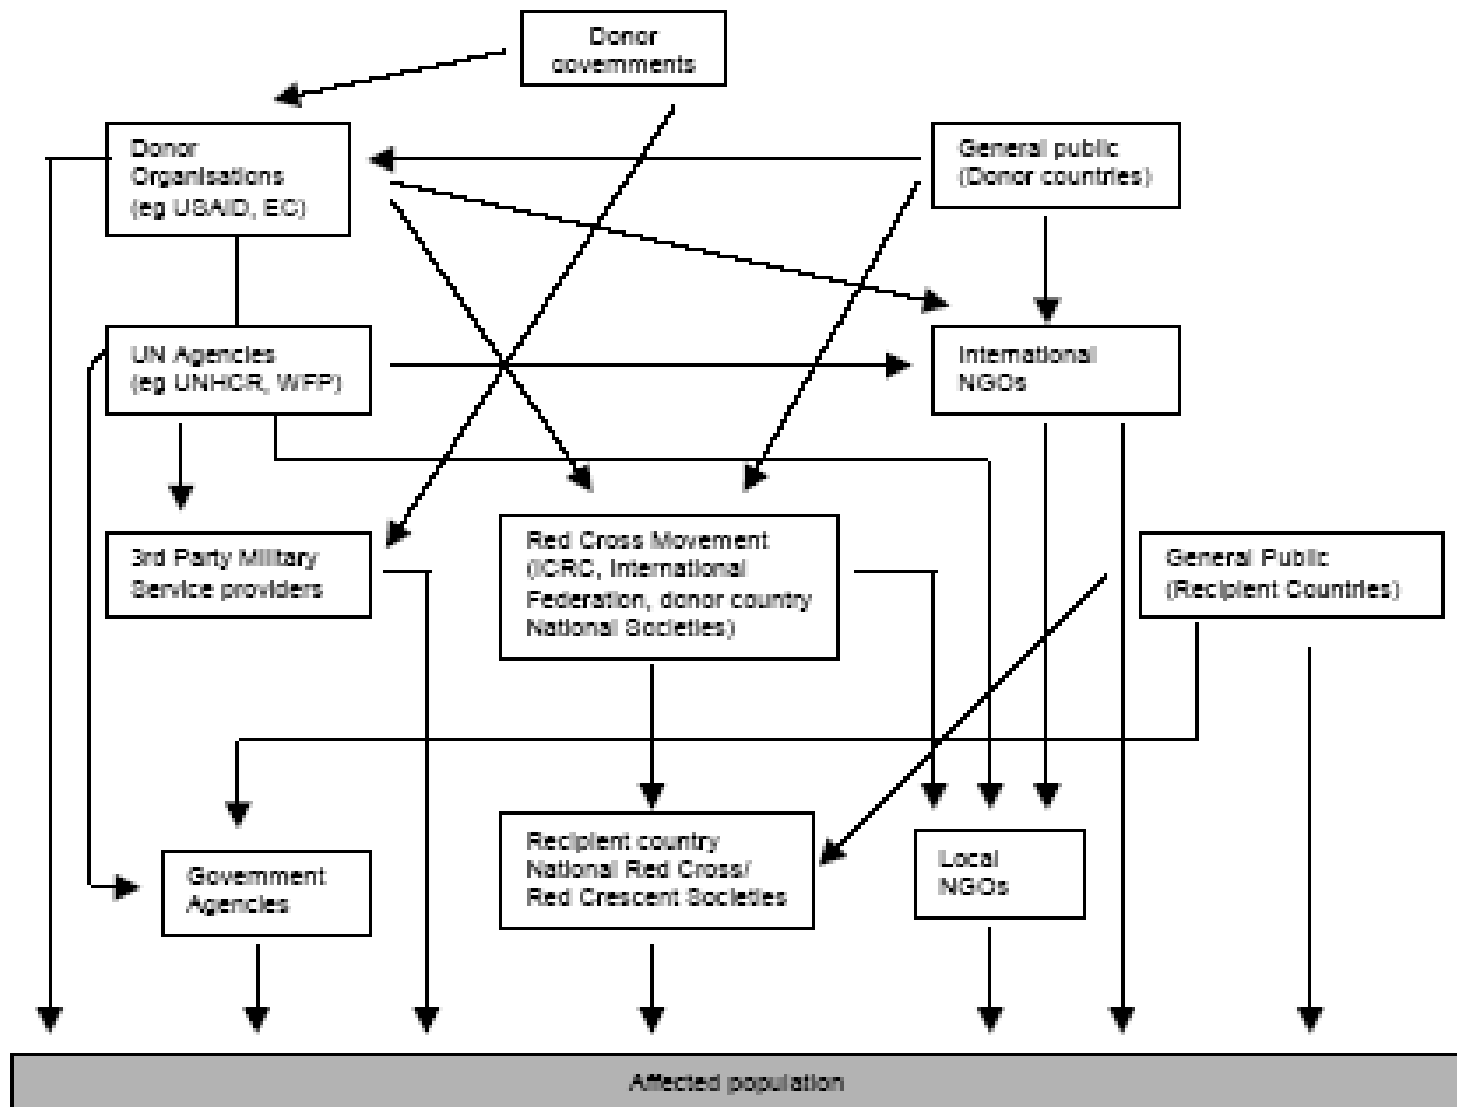 Donor
governments
Donor
Organisations
(eg USAID, EC)
General public
(Donor countries)
UN Agencies
(eg UNHCR, WFP)
International
NGOs
3rd Party Military
Service providers
Red Cross Movement
(ICRC, International
Federation, donor country
National Societies)
General Public
(Recipient Countries)
Government
Agencies
Recipient country
National Red Cross/
Red Crescent Societies
Local
NGOs
Affected population